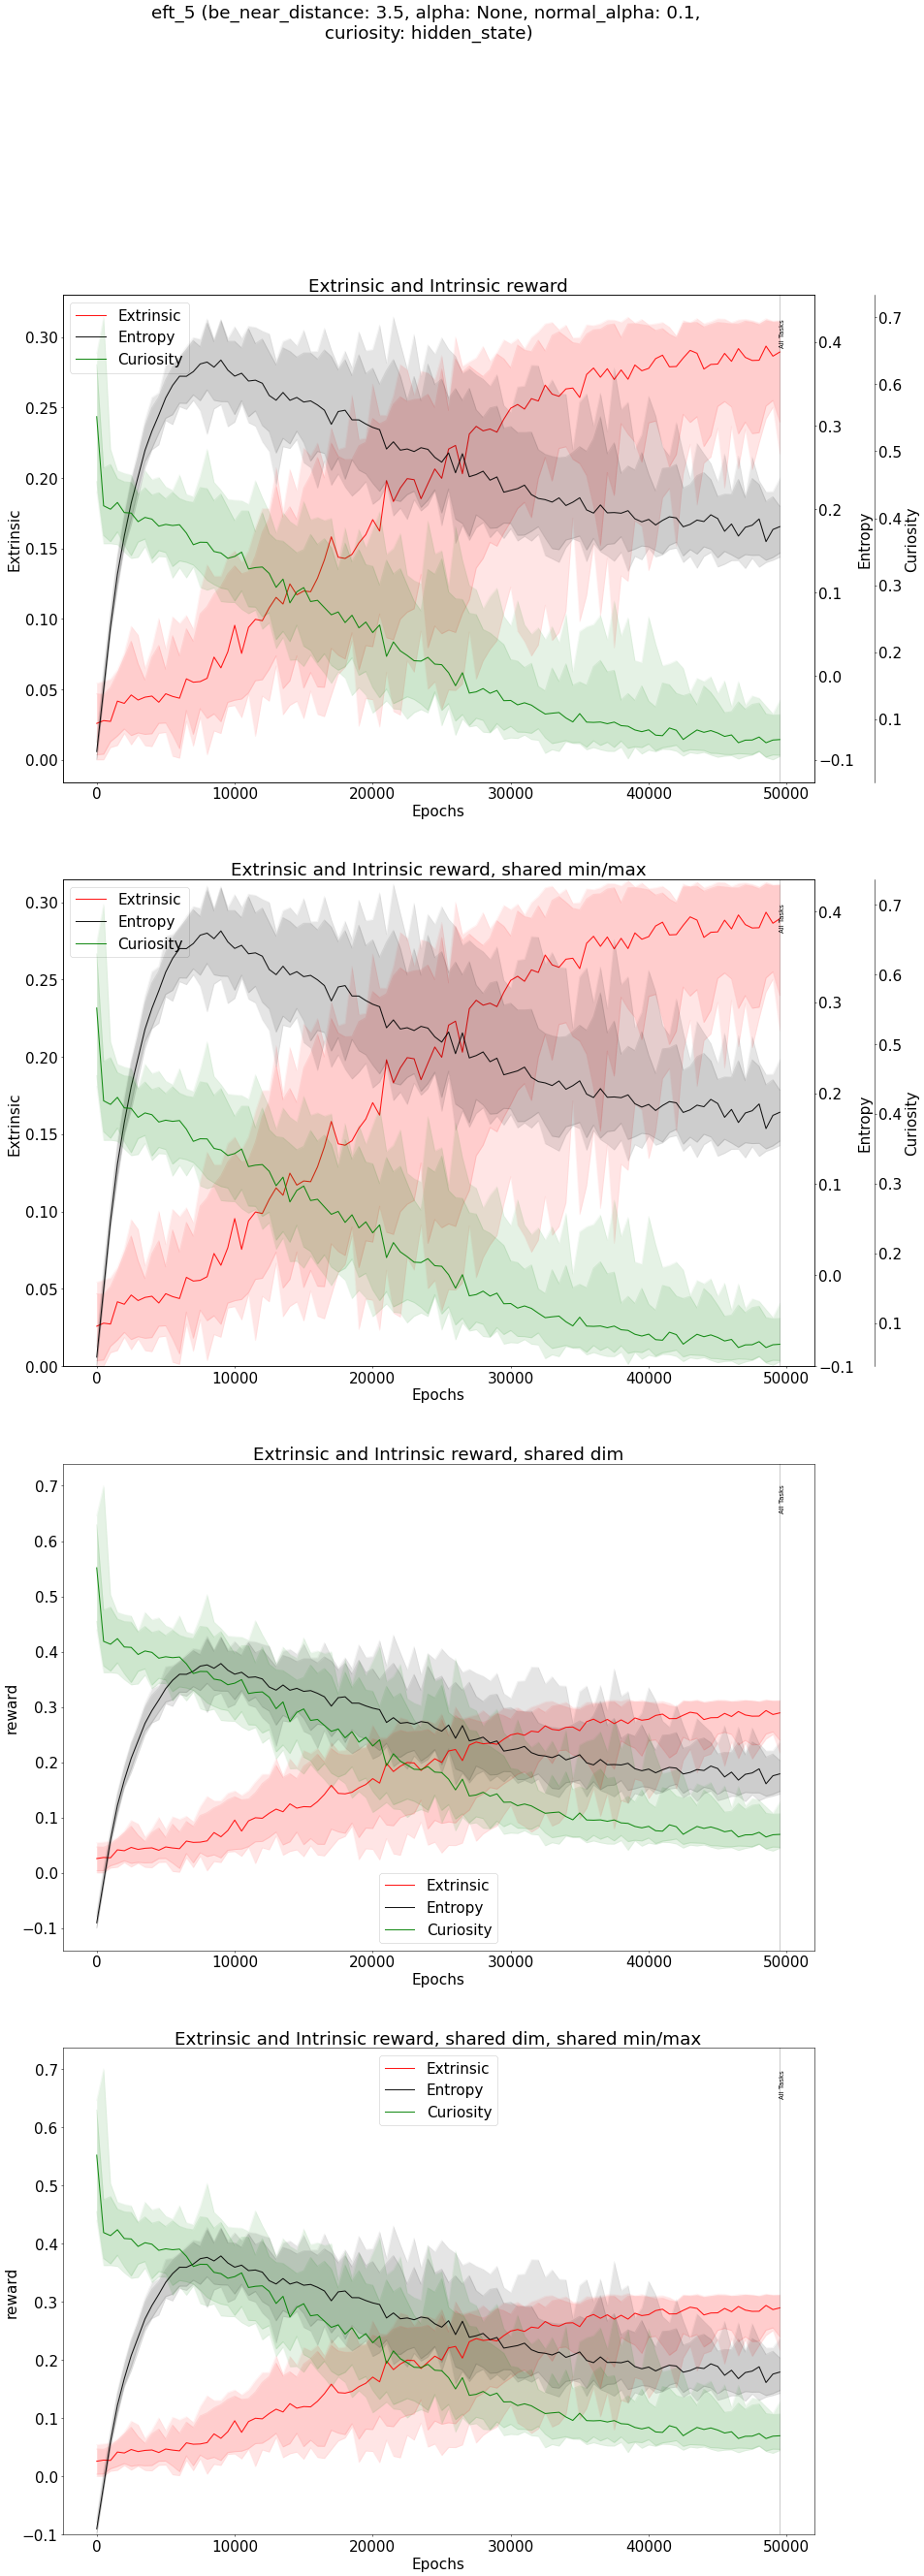 eft_5 (be_near_distance: 3.5, alpha: None, normal_alpha: 0.1,
curiosity: hidden_state)
Extrinsic and Intrinsic reward
Extrinsic
Entropy
Curiosity
All Tasks
0.30
0.25
0.20
0.15
0.10
0.05
0.00
Extrinsic
0.4
0.3
0.2
0.1
0.0
−0.1
Entropy
0.7
0.6
0.5
0.4
0.3
0.2
0.1
Curiosity
0 10000 20000 30000 40000 50000
Epochs
Extrinsic and Intrinsic reward, shared min/max
Extrinsic
Entropy
Curiosity
All Tasks
0.30
0.25
0.20
0.15
0.10
0.05
0.00
Extrinsic
0.4
0.3
0.2
0.1
0.0
−0.1
Entropy
0.7
0.6
0.5
0.4
0.3
0.2
0.1
Curiosity
0 10000 20000 30000 40000 50000
Epochs
Extrinsic and Intrinsic reward, shared dim
All Tasks
0.7
0.6
0.5
0.4
0.3
0.2
0.1
0.0
−0.1
reward
Extrinsic
Entropy
Curiosity
0 10000 20000 30000 40000 50000
Epochs
Extrinsic and Intrinsic reward, shared dim, shared min/max
Extrinsic
Entropy
Curiosity
All Tasks
0.7
0.6
0.5
0.4
0.3
0.2
0.1
0.0
−0.1
reward
0 10000 20000 30000 40000 50000
Epochs